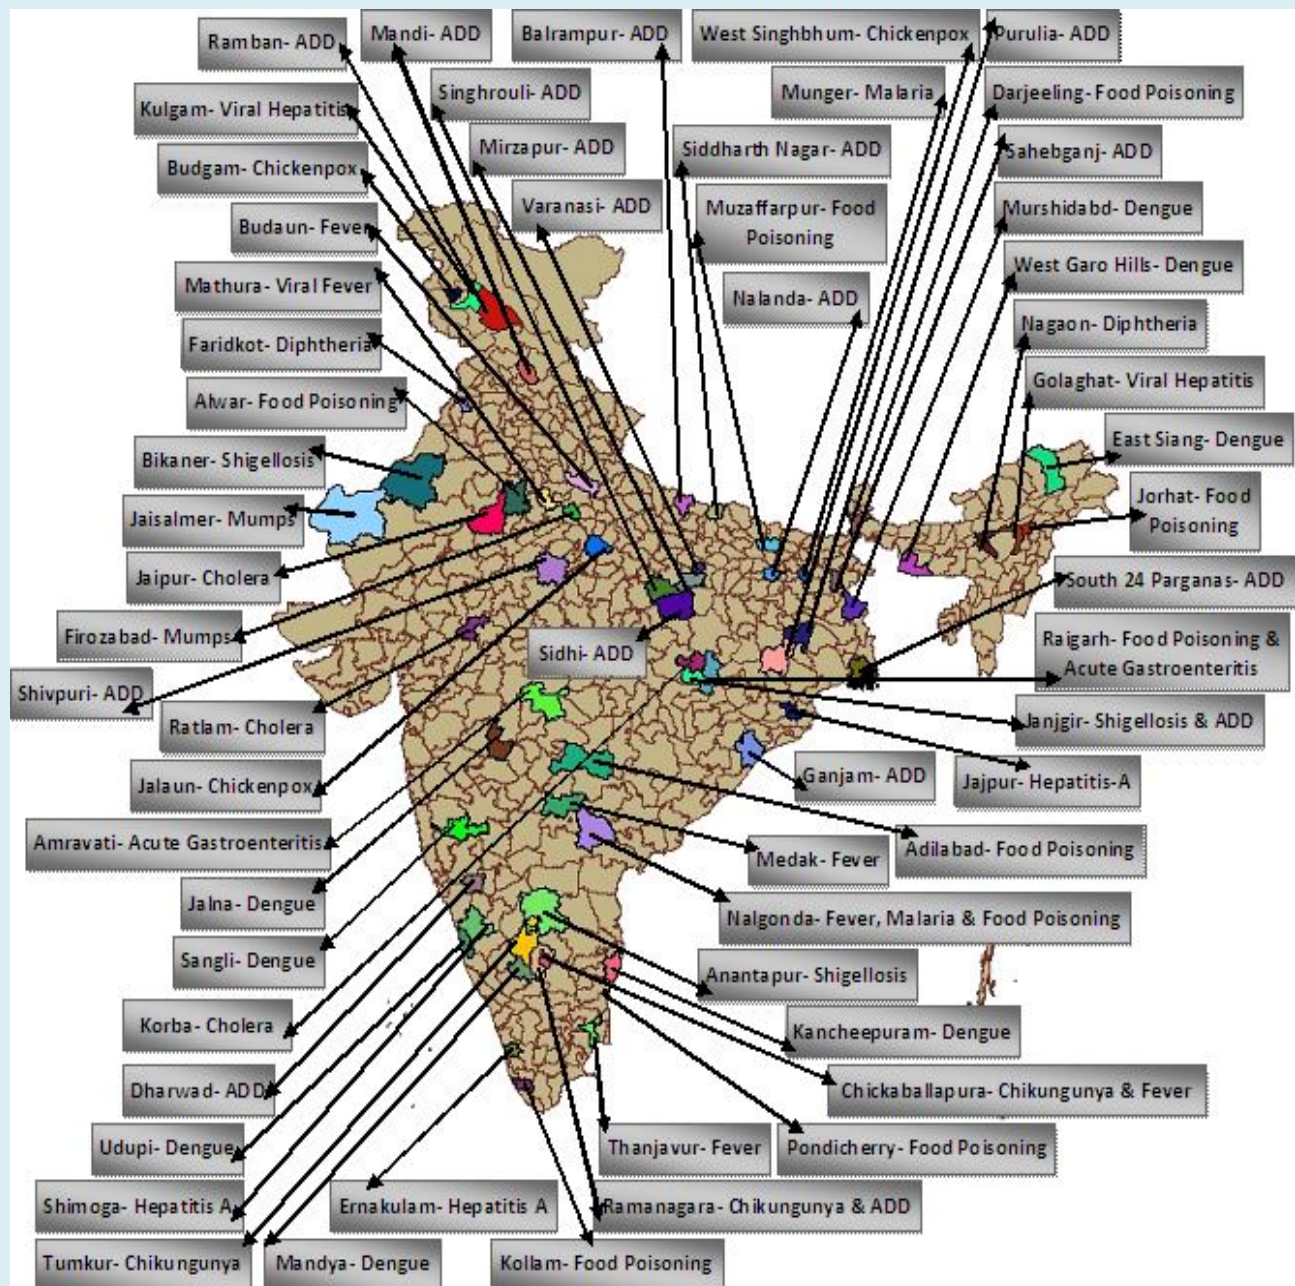 Ramban- ADD
Mandi- ADD
Balrampur- ADD
West Singhbhum- Chickenpox
Purulia- ADD
Kulgam- Viral Hepatitis
Singhrouli- ADD
Munger- Malaria
Darjeeling- Food Poisoning
Budgam- Chickenpox
Mirzapur- ADD
Siddharth Nagar- ADD
Sahebganj- ADD
Budaun- Fever
Varanasi- ADD
Muzaffarpur- Food
Poisoning
Murshidabd- Dengue
Mathura- Viral Fever
Nalanda- ADD
West Garo Hills- Dengue
Faridkot- Diphtheria
Nagaon- Diphtheria
Alwar- Food Poisoning
Golaghat- Viral Hepatitis
Bikaner- Shigellosis
East Siang- Dengue
Jaisalmer- Mumps
Jorhat- Food
Poisoning
Jaipur- Cholera
South 24 Parganas- ADD
Firozabad- Mumps
Sidhi- ADD
Raigarh- Food Poisoning &
Acute Gastroenteritis
Shivpuri- ADD
Ratlam- Cholera
Janjgir- Shigellosis & ADD
Jalaun- Chickenpox
Ganjam- ADD
Jajpur- Hepatitis-A
Amravati- Acute Gastroenteritis
Medak- Fever
Adilabad- Food Poisoning
Jalna- Dengue
Nalgonda- Fever, Malaria & Food Poisoning
Sangli- Dengue
Anantapur- Shigellosis
Korba- Cholera
Kancheepuram- Dengue
Dharwad- ADD
Chickaballapura- Chikungunya & Fever
Udupi- Dengue
Thanjavur- Fever
Pondicherry- Food Poisoning
Shimoga- Hepatitis A
Ernakulam- Hepatitis A
Ramanagara- Chikungunya & ADD
Tumkur- Chikungunya
Mandya- Dengue
Kollam- Food Poisoning